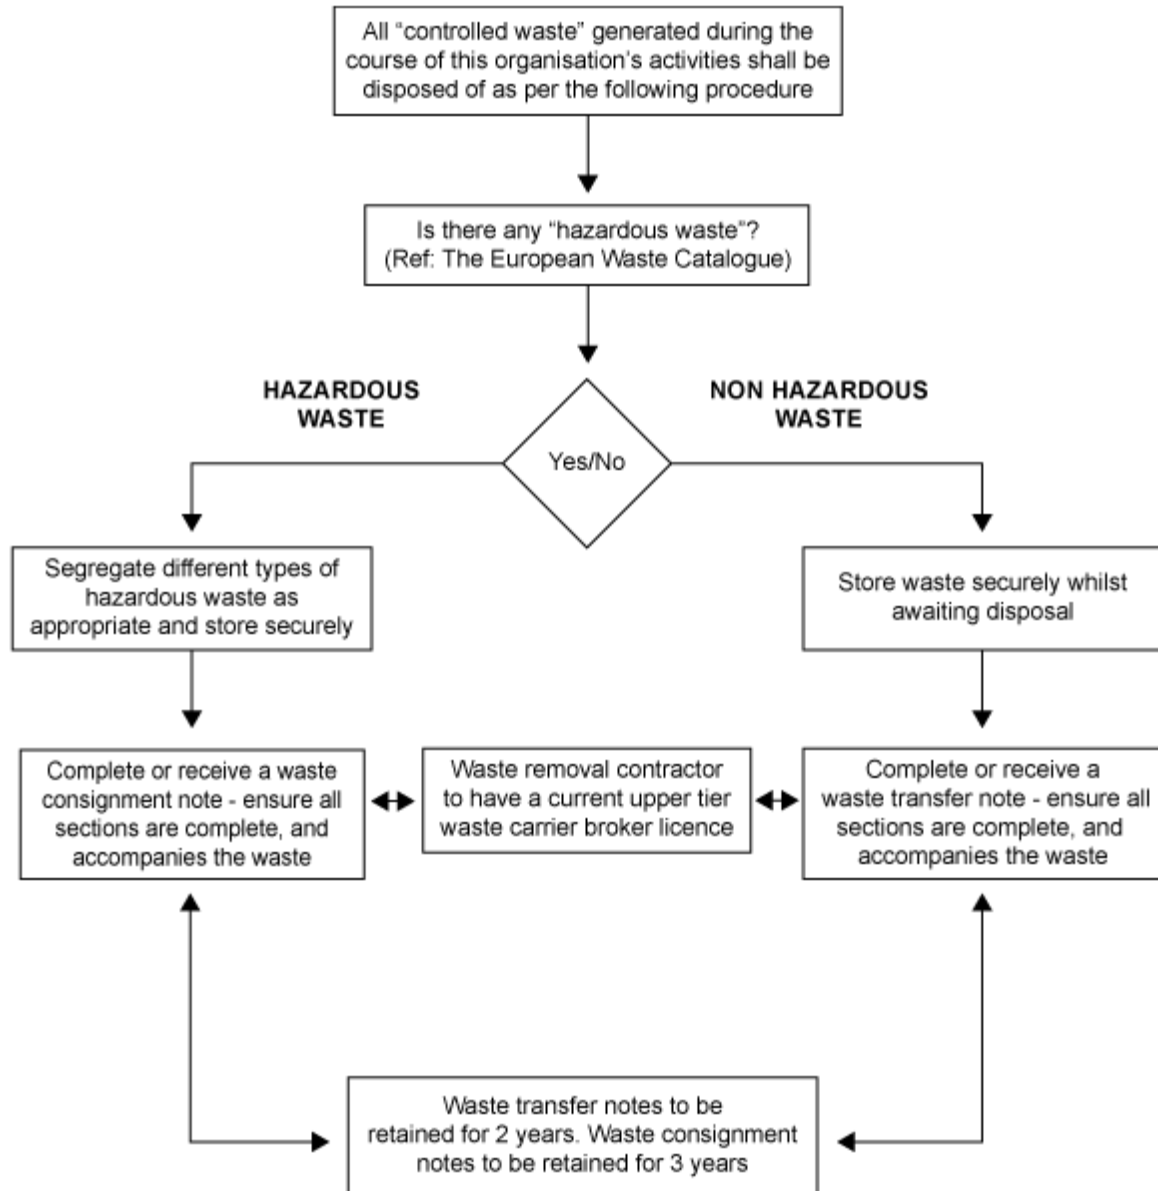 All “controlled waste” generated during the
course of this organisation’s activities shall be
disposed of as per the following procedure
Is there any “hazardous waste”?
(Ref: The European Waste Catalogue)
HAZARDOUS
WASTE
NON HAZARDOUS
WASTE
Yes/No
Segregate different types of
hazardous waste as
appropriate and store securely
Store waste securely whilst
awaiting disposal
Complete or receive a waste
consignment note - ensure all
sections are complete, and
accompanies the waste
Waste removal contractor
to have a current upper tier
waste carrier broker licence
Complete or receive a
waste transfer note - ensure all
sections are complete, and
accompanies the waste
Waste transfer notes to be
retained for 2 years. Waste consignment
notes to be retained for 3 years